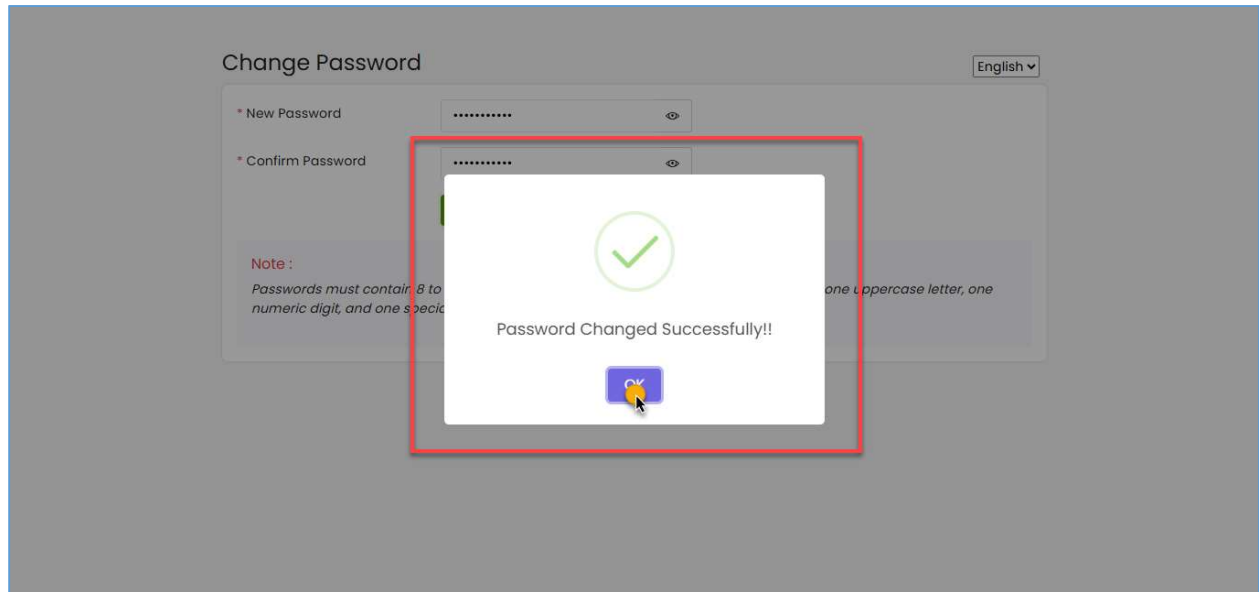 Change Password
English
* New Password
* Confirm Password
Note :
Passwords must contain 8 to one uppercase letter, one
numeric digit, and one
Password Changed Successfully!!
OK